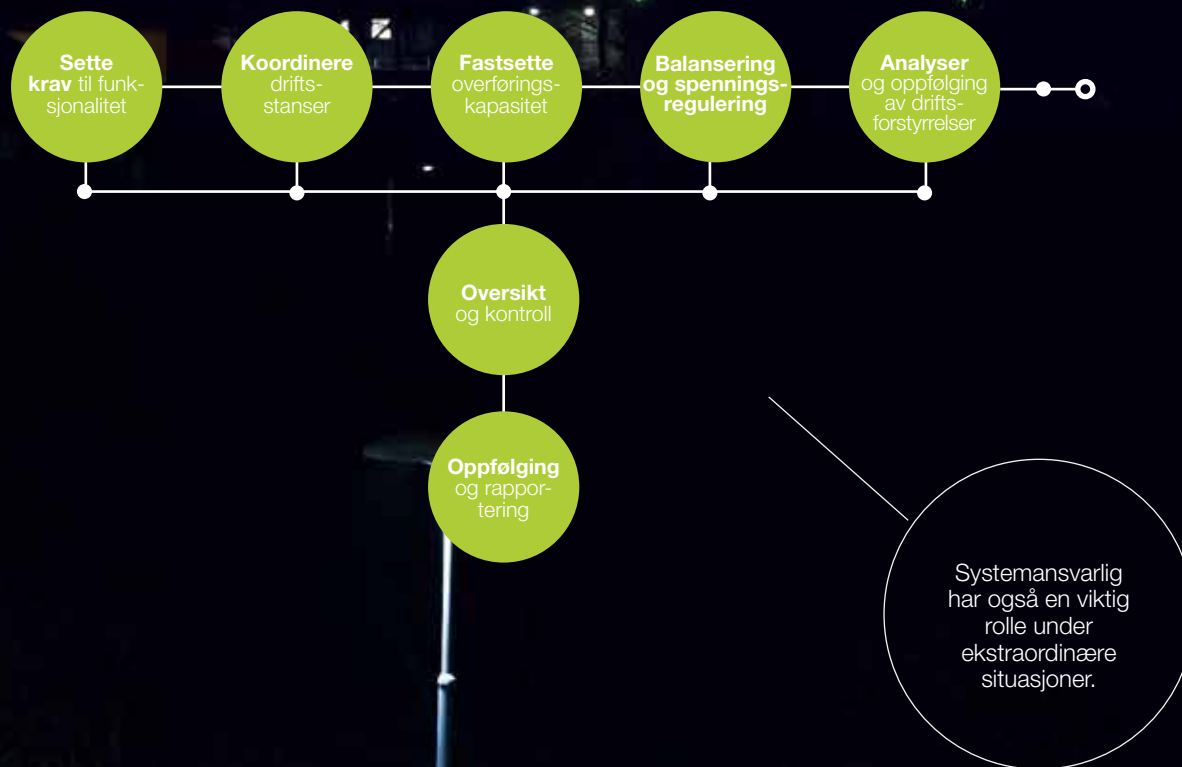 Sette
krav til funk-
sjonalitet
Koordinere
drifts-
stanser
Fastsette
overførings-
kapasitet
Balansering
og spennings-
regulering
Analyser
og oppfølging
av drifts-
forstyrrelser
Oversikt
og kontroll
Oppfølging
og rappor-
tering
Systemansvarlig
har også en viktig
rolle under
ekstraordinære
situasjoner.